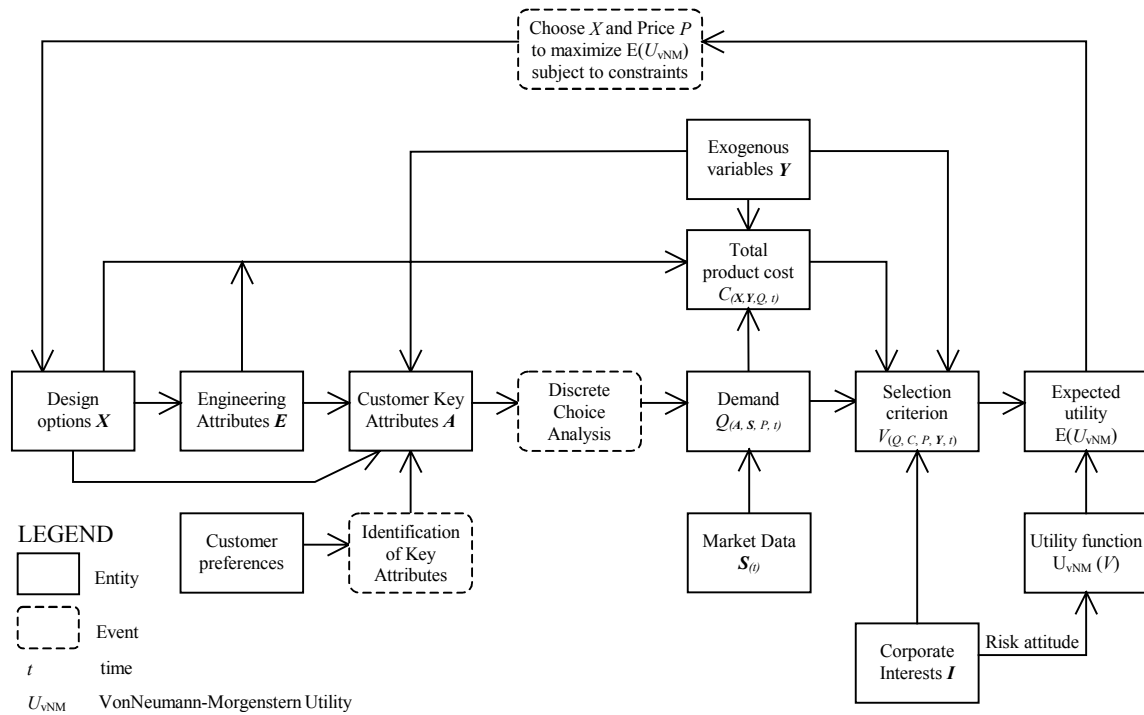 Choose X and Price P
to maximize E(UvNM)
subject to constraints
Exogenous
variables Y
Total
product cost
C(X,Y,Q, t)
Design
options X
Engineering
Attributes E
Customer Key
Attributes A
Discrete
Choice
Analysis
Demand
Q(A, S, P, t)
Selection
criterion
V(Q, C, P, Y, t)
Expected
utility
E(UvNM)
Customer
preferences
Identification
of Key
Attributes
Market Data
S(t)
Utility function
UvNM (V)
Corporate
Interests I
Risk attitude
LEGEND
Entity
Event
t time
UvNM VonNeumann-Morgenstern Utility